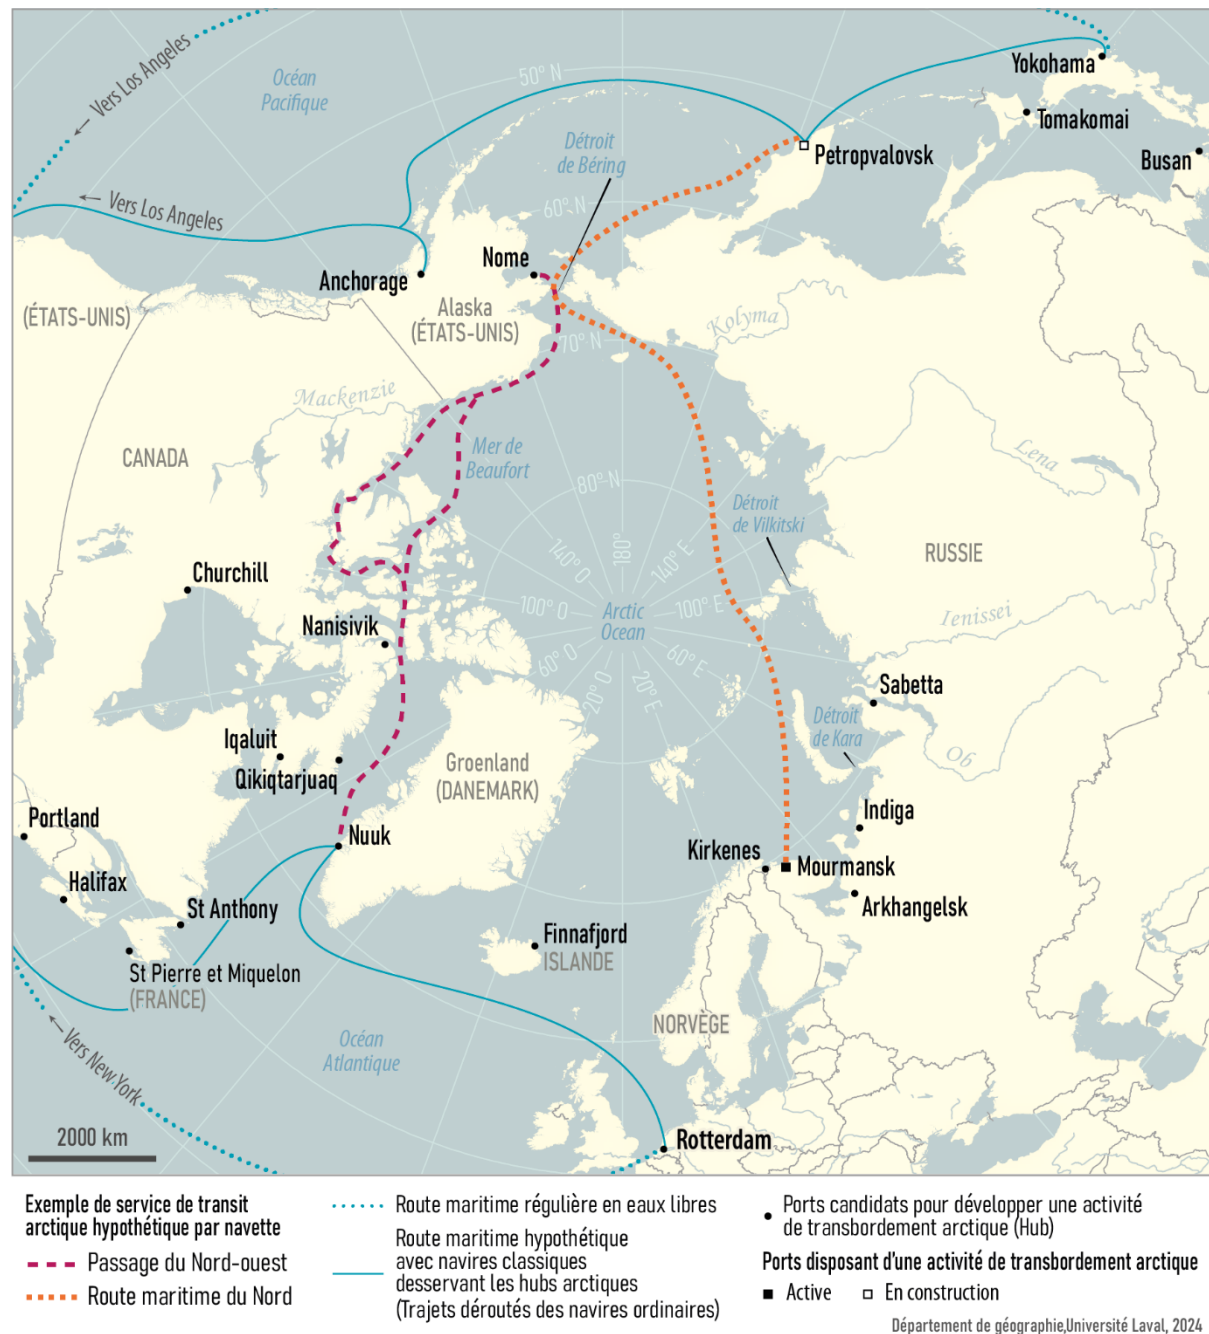 Vers Los Angeles
Océan
Pacifique
50° N
Yokohama
Tomakomai
Détroit
de Béring
Petropvalovsk
Busan
Vers Los Angeles
60° N
Nome
Anchorage
(ÉTATS-UNIS)
Alaska
(ÉTATS-UNIS)
Kolyma
70° N
Mackenzie
CANADA
Mer de
Beaufort
Lena
80° N
Détroit
de Vilkitski
140° O
180°
140° E
RUSSIE
Churchill
100° O
Arctic
Ocean
100° E
Ienissei
Nanisivik
60° O
20° O
20° E
60° E
Sabetta
Détroit
de Kara
Ob
Iqaluit
Qikiqtarjuaq
Groenland
(DANEMARK)
Portland
Nuuk
Indiga
Kirkenes
Mourmansk
Halifax
St Anthony
Arkhangelsk
Finnafjord
ISLANDE
St Pierre et Miquelon
(FRANCE)
NORVÈGE
Vers New York
Océan
Atlantique
2000 km
Rotterdam
Exemple de service de transit
arctique hypothétique par navette
Passage du Nord-ouest
Route maritime du Nord
Route maritime régulière en eaux libres
Route maritime hypothétique
avec navires classiques
desservant les hubs arctiques
(Trajets déroutés des navires ordinaires)
Ports candidats pour développer une activité
de transbordement arctique (Hub)
Ports disposant d'une activité de transbordement arctique
Active
En construction
Département de géographie,Université Laval, 2024